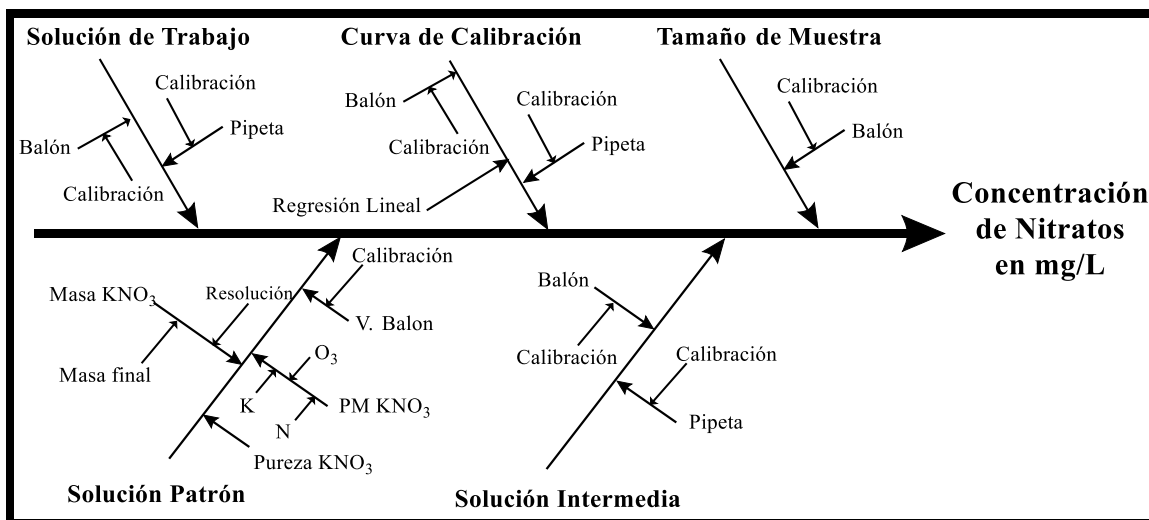 Solución de Trabajo
Curva de Calibración
Tamaño de Muestra
Calibración
Balón
Pipeta
Calibración
Balón
Calibración
Calibración
Pipeta
Regresión Lineal
Calibración
Balón
Concentración
de Nitratos
en mg/L
Masa KNO₃
Resolución
Calibración
V. Balon
Masa final
O₃
K
N
PM KNO₃
Pureza KNO₃
Solución Patrón
Balón
Calibración
Calibración
Pipeta
Solución Intermedia